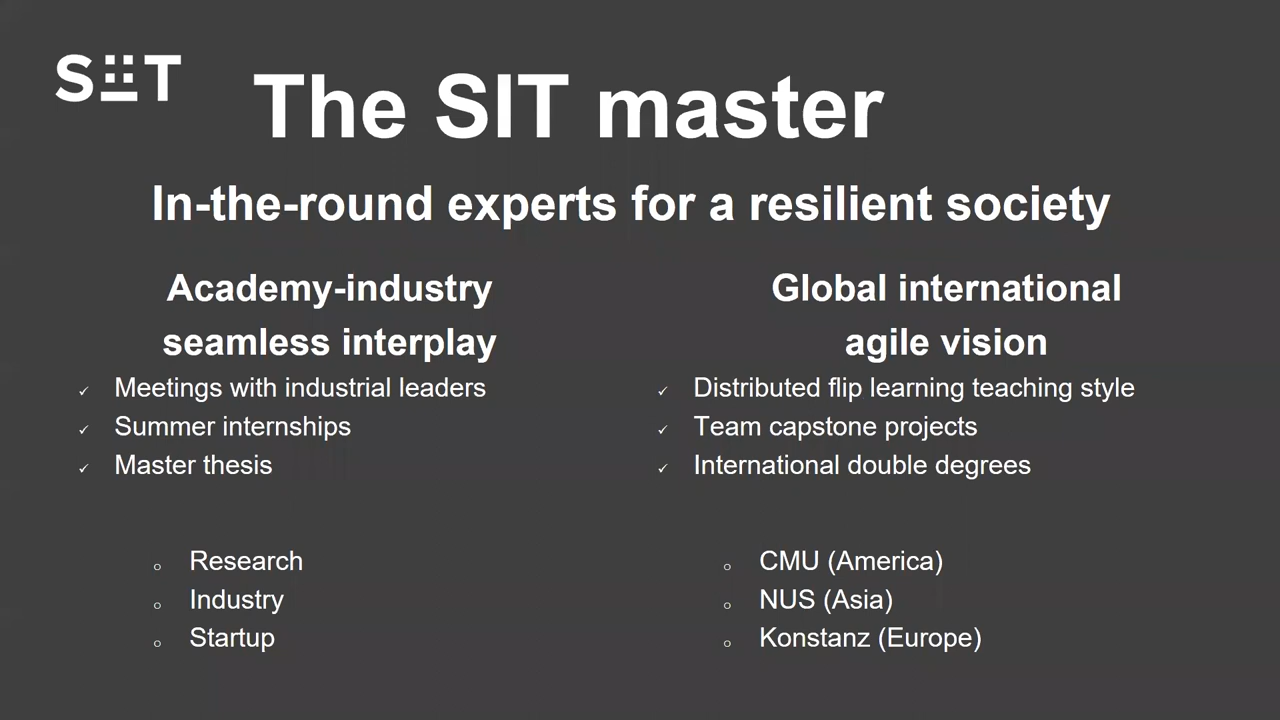 SIT
The SIT master
In-the-round experts for a resilient society
Academy-industry
seamless interplay
Meetings with industrial leaders
Summer internships
Master thesis
Research
Industry
Startup
Global international
agile vision
Distributed flip learning teaching style
Team capstone projects
International double degrees
CMU (America)
NUS (Asia)
Konstanz (Europe)